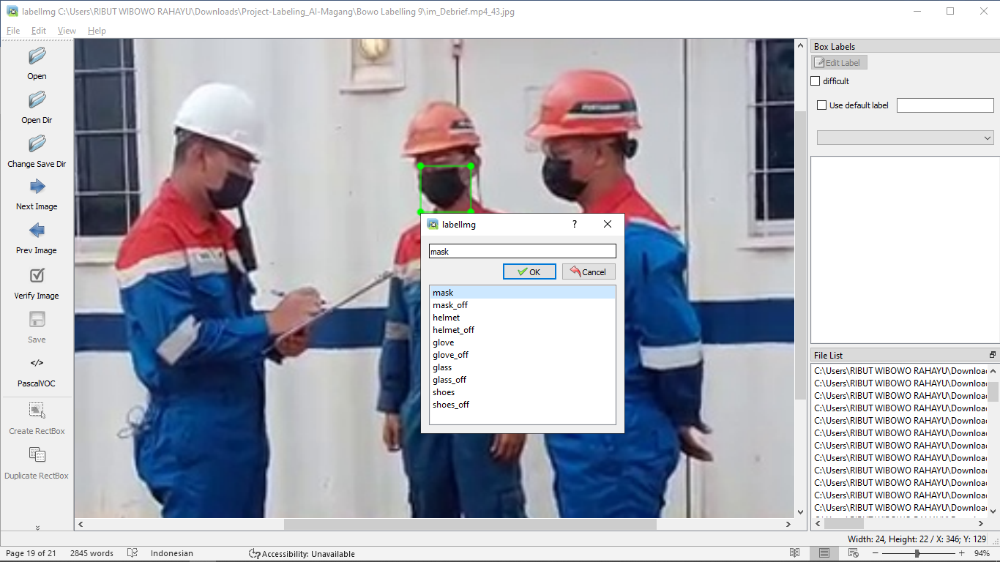 labelImg C:\Users\RIBUT WIBOWO RAHAYU\Downloads\Project-Labeling_AI-Magang\Bowo Labelling 9\im_Debrief.mp4_43.jpg
File Edit View Help
Open
Open Dir
Change Save Dir
Next Image
Prev Image
Verify Image
Save
</>
PascalVOC
Create RectBox
Duplicate RectBox
PERTAMINA
labelImg ?
mask
OK Cancel
mask
mask_off
helmet
helmet_off
glove
glove_off
glass
glass_off
shoes
shoes_off
Box Labels
Edit Label
difficult
Use default label
File List
C:\Users\RIBUT WIBOWO RAHAYU\Downloa
C:\Users\RIBUT WIBOWO RAHAYU\Downloa
C:\Users\RIBUT WIBOWO RAHAYU\Downloa
C:\Users\RIBUT WIBOWO RAHAYU\Downloa
C:\Users\RIBUT WIBOWO RAHAYU\Downloa
C:\Users\RIBUT WIBOWO RAHAYU\Downloa
C:\Users\RIBUT WIBOWO RAHAYU\Downloa
C:\Users\RIBUT WIBOWO RAHAYU\Downloa
C:\Users\RIBUT WIBOWO RAHAYU\Downloa
C:\Users\RIBUT WIBOWO RAHAYU\Downloa
C:\Users\RIBUT WIBOWO RAHAYU\Downloa
C:\Users\RIBUT WIBOWO RAHAYU\Downloa
Width: 24, Height: 22 / X: 346; Y: 129
Page 19 of 21 2845 words Indonesian Accessibility: Unavailable 94%